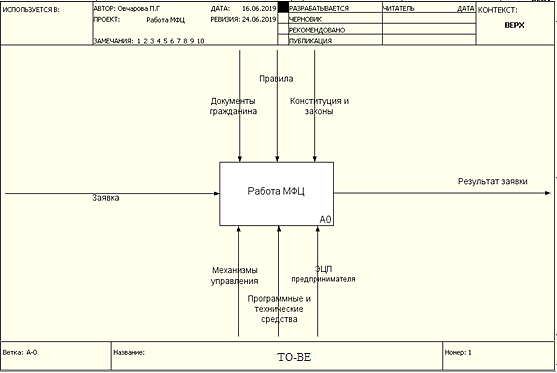 ИСПОЛЬЗУЕТСЯ В:
АВТОР: Овчарова П.Г
ДАТА: 16.06.2019
РАЗРАБАТЫВАЕТСЯ
ЧИТАТЕЛЬ
ДАТА
КОНТЕКСТ:
ПРОЕКТ: Работа МФЦ
РЕВИЗИЯ: 24.06.2019
ЧЕРНОВИК
ВЕРХ
РЕКОМЕНДОВАНО
ЗАМЕЧАНИЯ: 1 2 3 4 5 6 7 8 9 10
ПУБЛИКАЦИЯ
Правила
Документы
гражданина
Конституция и
законы
Заявка
Работа МФЦ
A0
Результат заявки
Механизмы
управления
ЭЦП
предпринимателя
Программные и
технические
средства
Ветка: A-0
Название:
TO-BE
Номер: 1